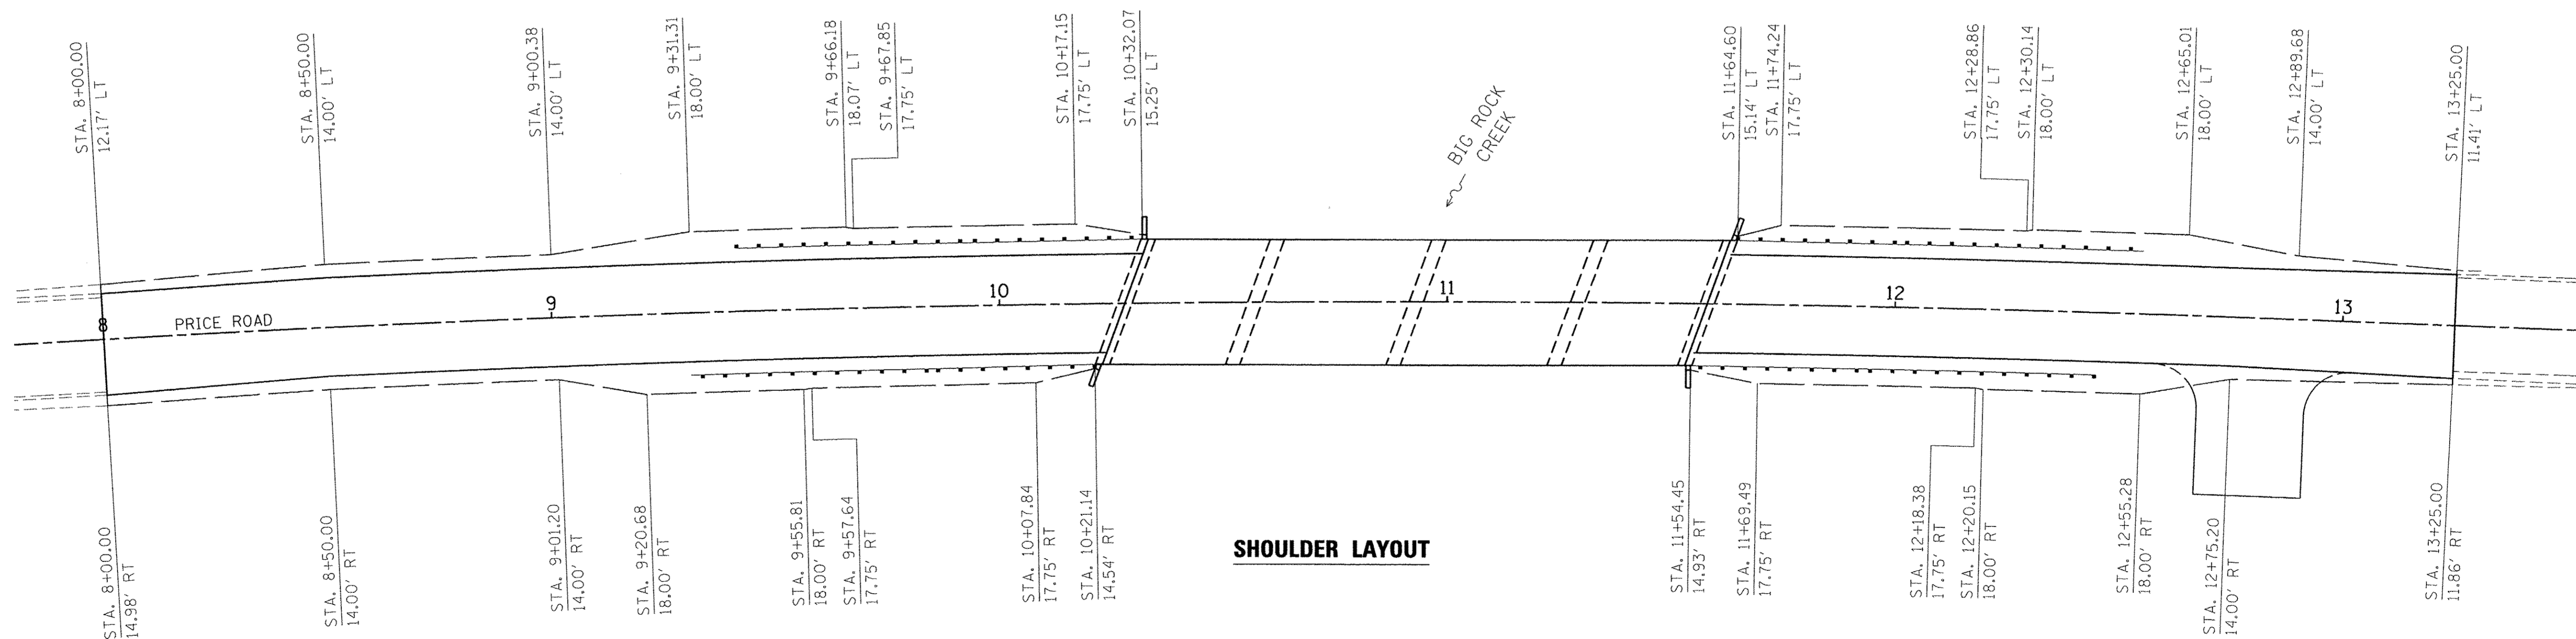 STA. 8+00.00
12.17' LT
STA. 8+50.00
14.00' LT
STA. 9+00.38
14.00' LT
STA. 9+31.31
18.00' LT
STA. 9+66.18
18.07' LT
STA. 9+67.85
17.75' LT
STA. 10+17.15
17.75' LT
STA. 10+32.07
15.25' LT
BIG ROCK
CREEK
STA. 11+64.60
15.14' LT
STA. 11+74.24
17.75' LT
STA. 12+28.86
17.75' LT
STA. 12+30.14
18.00' LT
STA. 12+65.01
18.00' LT
STA. 12+89.68
14.00' LT
STA. 13+25.00
11.41' LT
8
PRICE ROAD
9
10
11
12
13
STA. 8+00.00
14.98' RT
STA. 8+50.00
14.00' RT
STA. 9+01.20
14.00' RT
STA. 9+20.68
18.00' RT
STA. 9+55.81
18.00' RT
STA. 9+57.64
17.75' RT
STA. 10+07.84
17.75' RT
STA. 10+21.14
14.54' RT
SHOULDER LAYOUT
STA. 11+54.45
14.93' RT
STA. 11+69.49
17.75' RT
STA. 12+18.38
17.75' RT
STA. 12+20.15
18.00' RT
STA. 12+55.28
18.00' RT
STA. 12+75.20
14.00' RT
STA. 13+25.00
11.86' RT